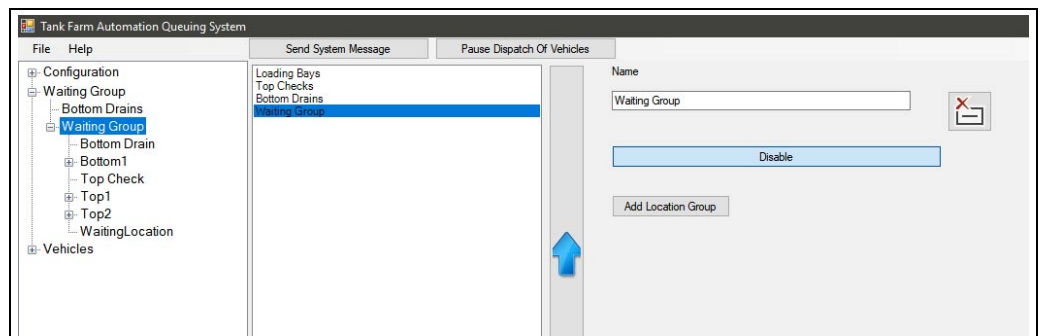 Tank Farm Automation Queuing System
File Help
Send System Message
Pause Dispatch Of Vehicles
Configuration
Waiting Group
Bottom Drains
Waiting Group
Bottom Drain
Bottom1
Top Check
Top1
Top2
WaitingLocation
Vehicles
Loading Bays
Top Checks
Bottom Drains
Waiting Group
Name
Waiting Group
Disable
Add Location Group